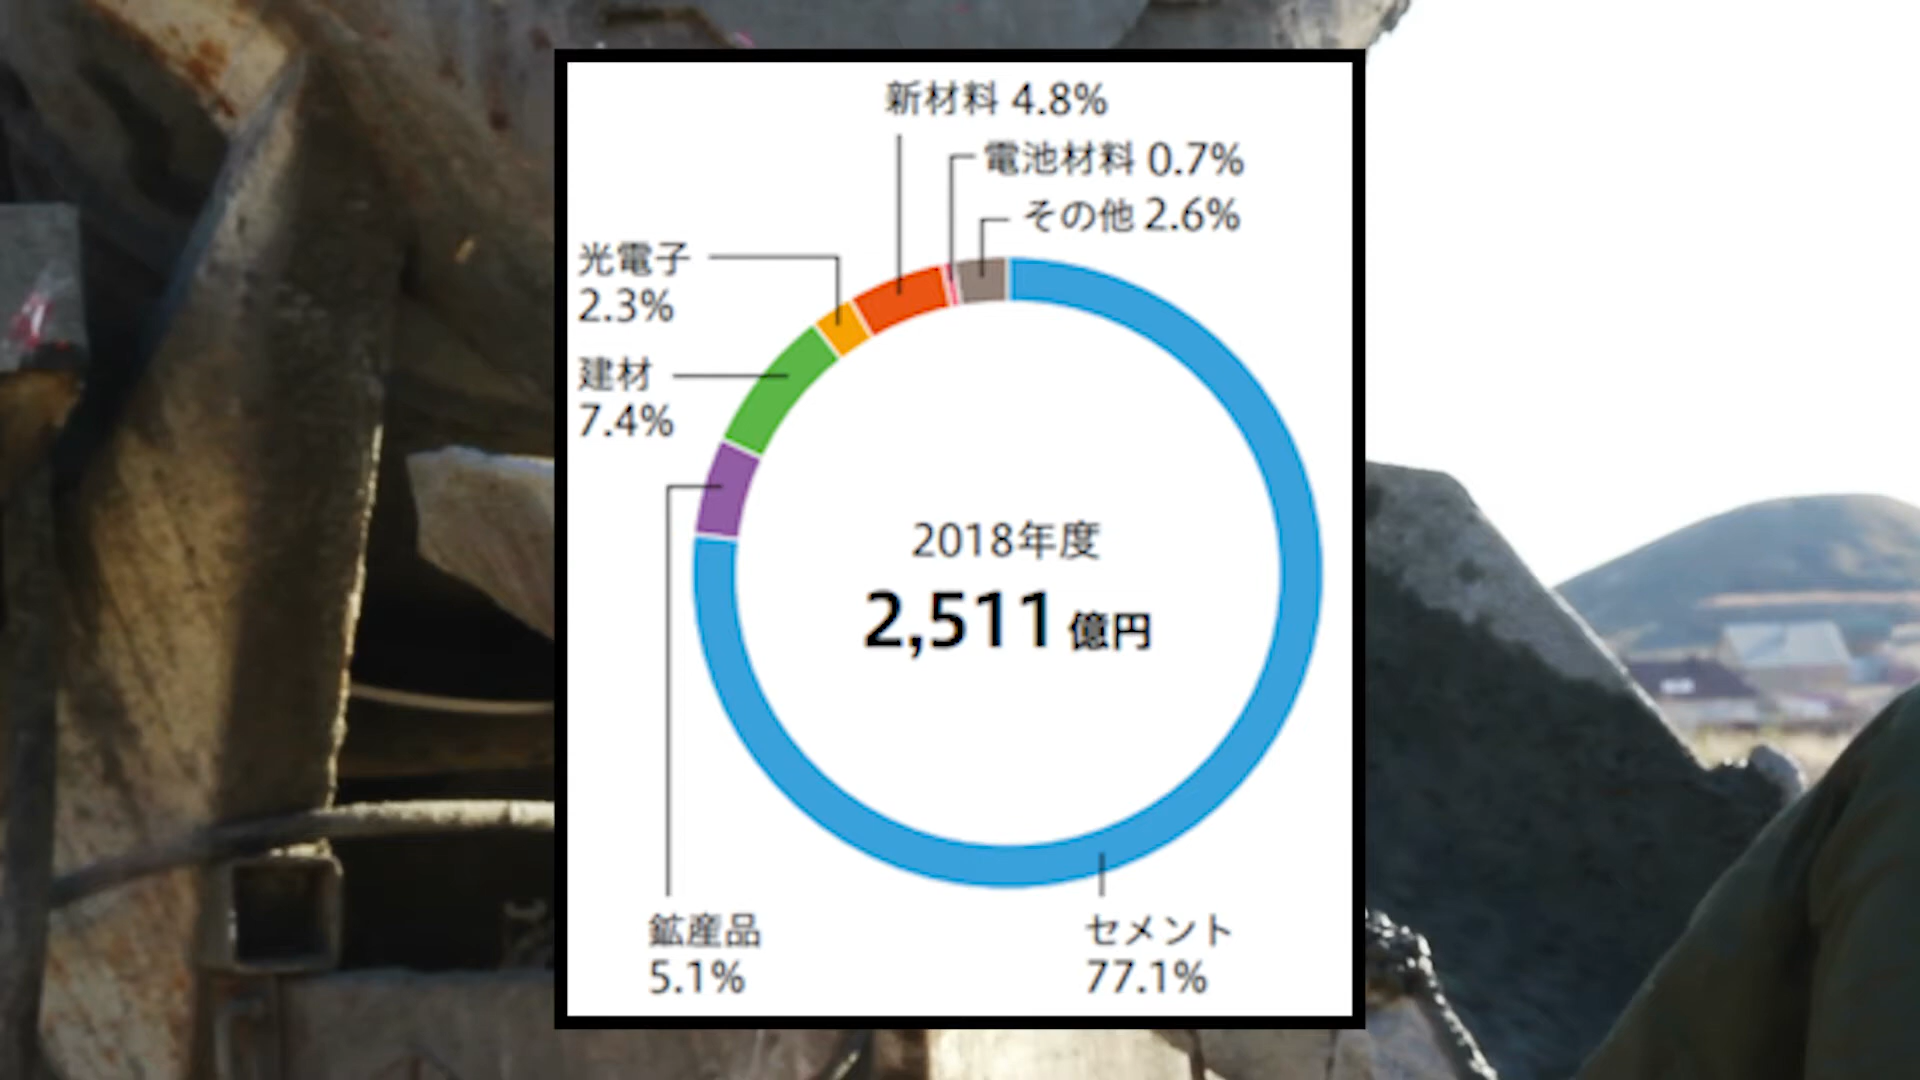 新材料 4.8%
電池材料 0.7%
その他 2.6%
光電子
2.3%
建材
7.4%
2018年度
2,511 億円
鉱産品
5.1%
セメント
77.1%